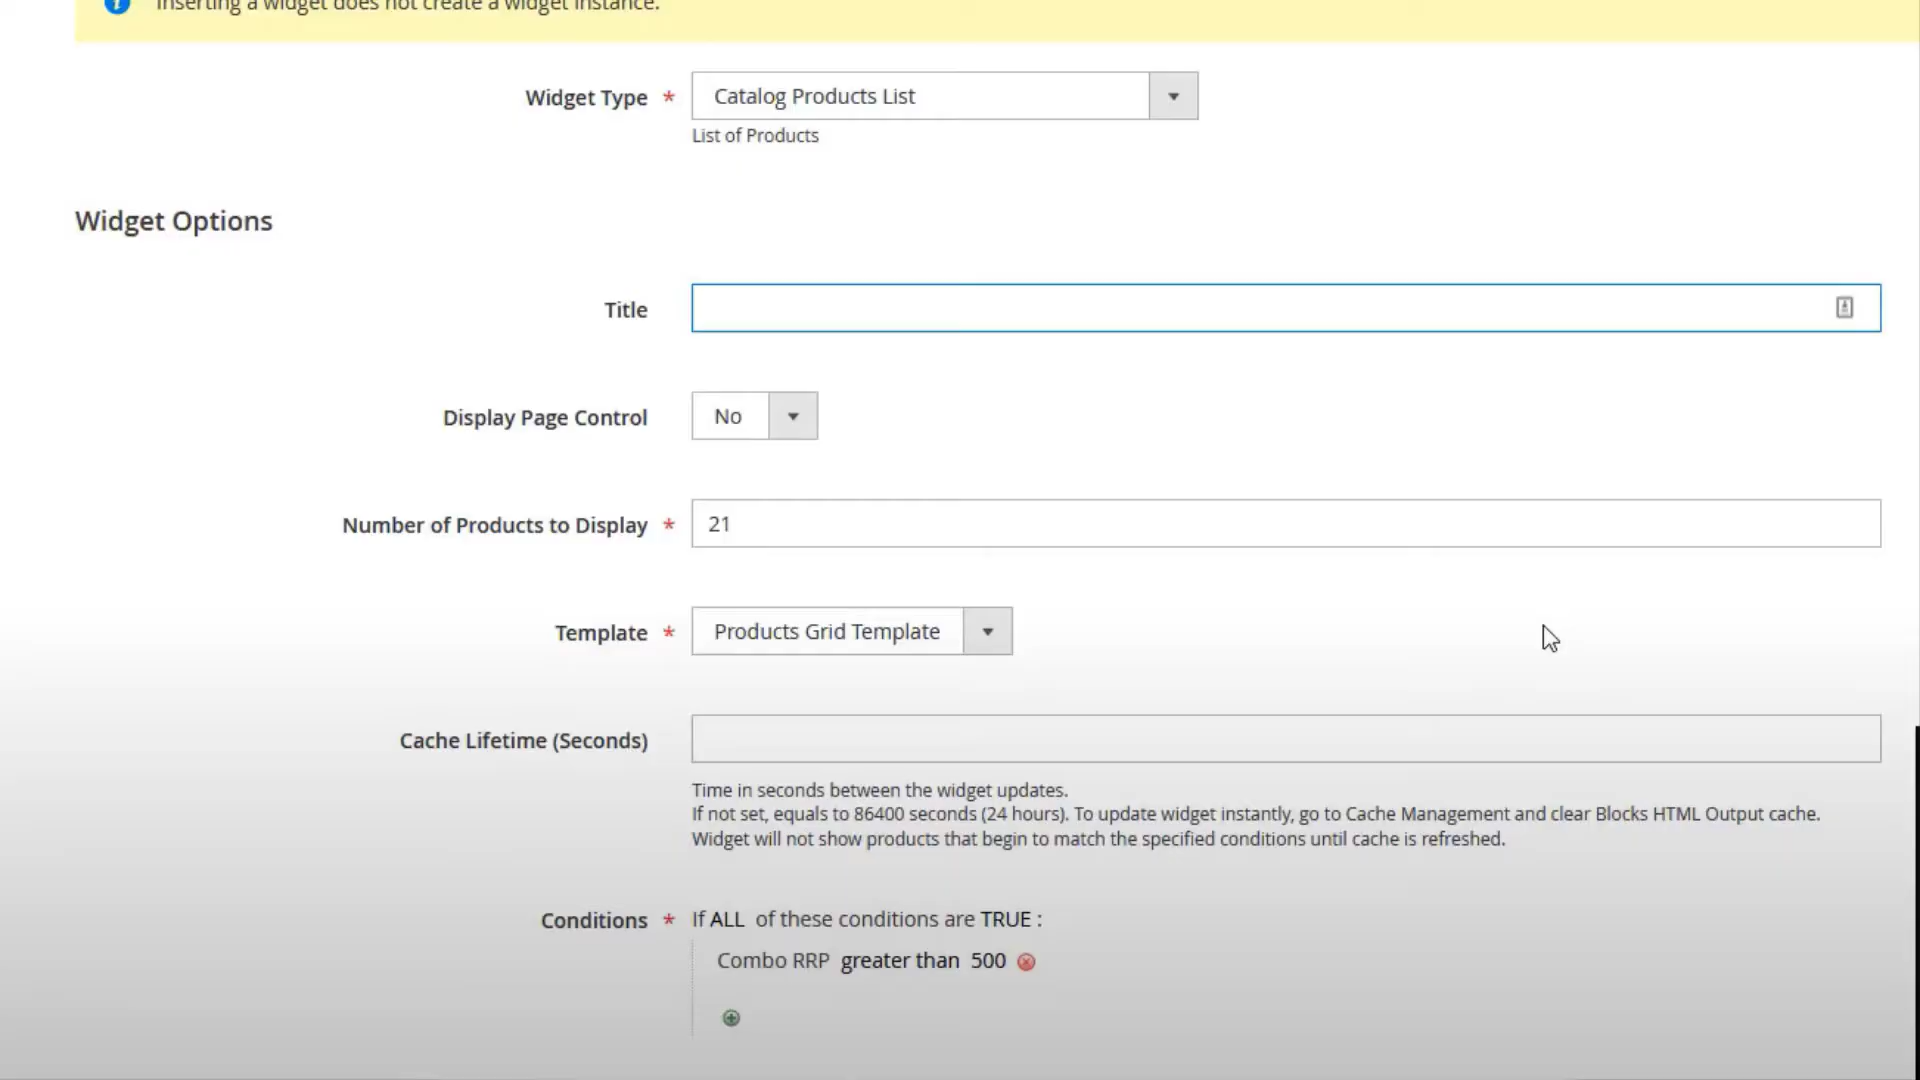 Inserting a widget does not create a widget instance.
Widget Type * Catalog Products List
List of Products
Widget Options
Title
Display Page Control No
Number of Products to Display * 21
Template * Products Grid Template
Cache Lifetime (Seconds)
Time in seconds between the widget updates.
If not set, equals to 86400 seconds (24 hours). To update widget instantly, go to Cache Management and clear Blocks HTML Output cache.
Widget will not show products that begin to match the specified conditions until cache is refreshed.
Conditions * If ALL of these conditions are TRUE :
Combo RRP greater than 500